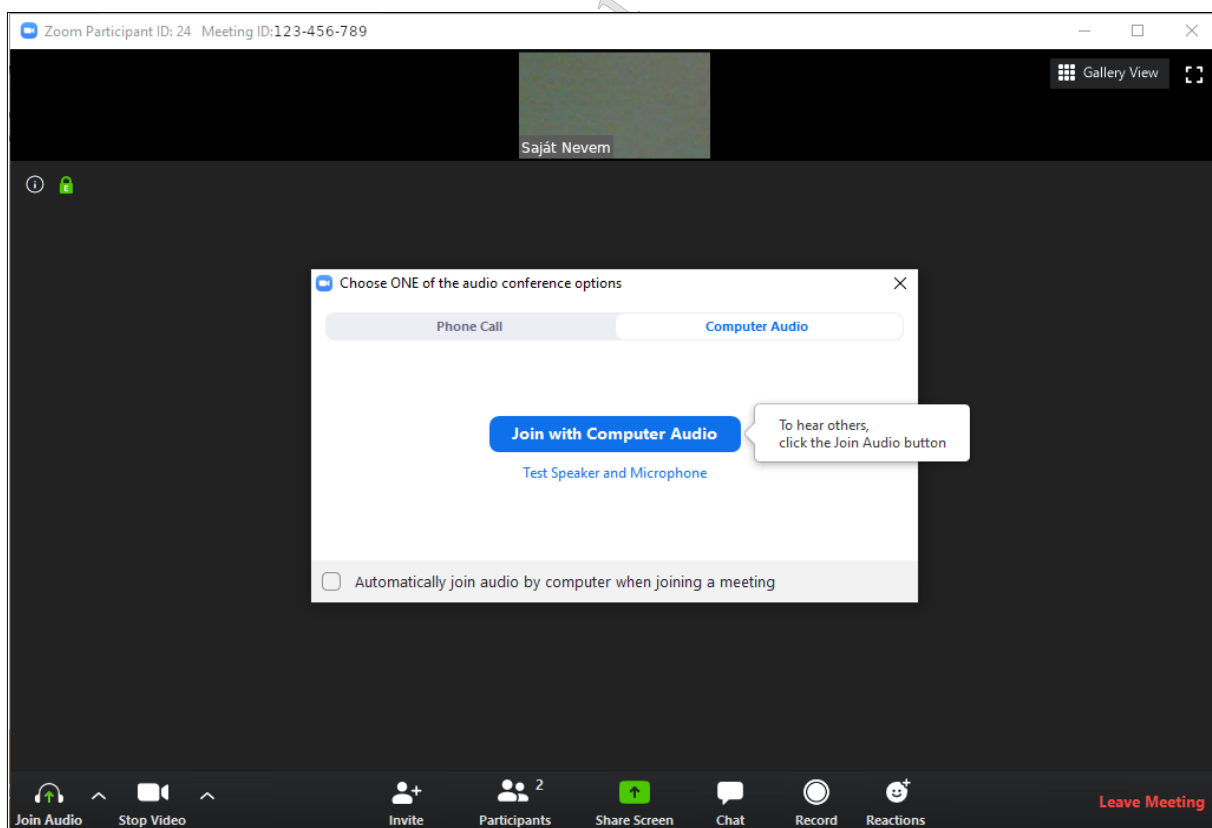 Zoom Participant ID: 24 Meeting ID:123-456-789
Gallery View
Saját Nevem
Choose ONE of the audio conference options
Phone Call
Computer Audio
Join with Computer Audio
To hear others,
click the Join Audio button
Test Speaker and Microphone
Automatically join audio by computer when joining a meeting
2
Join Audio
Stop Video
Invite
Participants
Share Screen
Chat
Record
Reactions
Leave Meeting